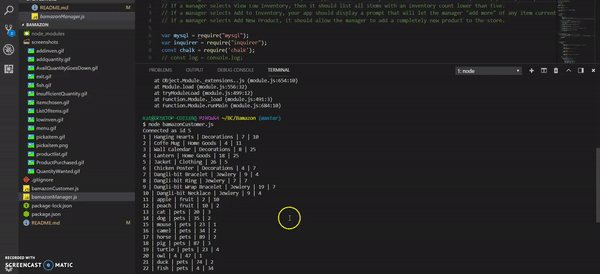 README.md
bamazonManager.js
BAMAZON
node_modules
screenshots
addinven.gif
addquantity.gif
AvailQuantityGoesDown.gif
exit.gif
fish.gif
InsufficientQuantity.gif
itemchosen.gif
ListOfItems.gif
lowinven.gif
menu.gif
pickaitem.gif
pickaitem.png
productlist.gif
ProductPurchased.gif
QuantityWanted.gif
.gitignore
bamazonCustomer.js
bamazonManager.js
package-lock.json
package.json
README.md
// If a manager selects View Low Inventory, then it should list all items with an inventory count lower than five.
// If a manager selects Add to Inventory, your app should display a prompt that will let the manager "add more" of any item current
// If a manager selects Add New Product, it should allow the manager to add a completely new product to the store.
var mysql = require("mysql");
var inquirer = require("inquirer");
const chalk = require('chalk');
// const log = console.log;
PROBLEMS
OUTPUT
DEBUG CONSOLE
TERMINAL
1: node
at Object.Module._extensions..js (module.js:654:10)
at Module.load (module.js:556:32)
at tryModuleLoad (module.js:499:12)
at Function.Module._load (module.js:491:3)
at Function.Module.runMain (module.js:684:10)
MINGW64 ~/UC/Bamazon (master)
$ node bamazonCustomer.js
Connected as id 5
1 | Hanging Hearts | Decorations | 7 | 10
2 | Coffe Mug | Home Goods | 4 | 11
3 | Wall Calendar | Decorations | 8 | 25
4 | Lantern | Home Goods | 18 | 25
5 | Jacket | Clothing | 26 | 5
6 | Chicken Poster | Decorations | 4 | 7
7 | Dangli-bit Bracelet | Jewlery | 9 | 4
8 | Dangli-bit Ring | Jewlery | 7 | 7
9 | Dangli-bit Wrap Bracelet | Jewlery | 19 | 7
10 | Dangli-bit Necklace | Jewlery | 9 | 4
11 | apple | fruit | 2 | 10
12 | peach | fruit | 10 | 2
13 | cat | pets | 20 | 3
14 | dog | pets | 35 | 2
15 | mouse | pets | 23 | 1
16 | camel | pets | 34 | 2
17 | horse | pets | 89 | 2
18 | pig | pets | 87 | 3
19 | Turtle | pets | 23 | 4
20 | owl | 4 | 47 | 1
21 | duck | pets | 74 | 2
22 | fish | pets | 4 | 34
RECORDED WITH
SCREENCAST MATIC